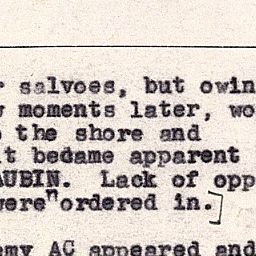 r salvoes, but owin
w moments later, wo
o the shore and
it bedame apparent
AUBIN. Lack of opp
were"ordered in.]
emy AC appeared and